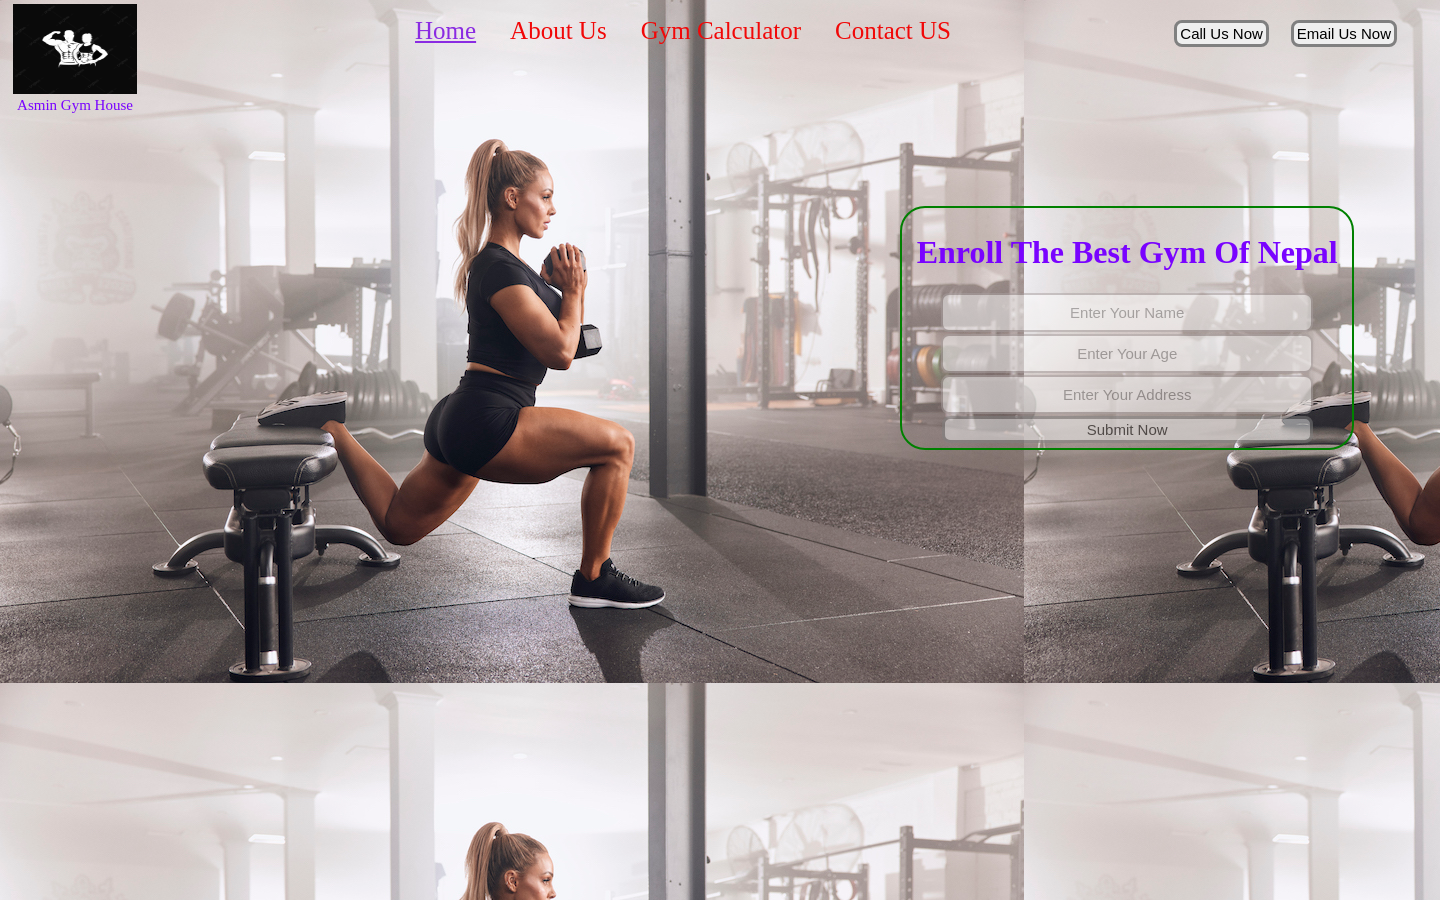 Home
About Us
Gym Calculator
Contact US
Call Us Now
Email Us Now
Asmin Gym House
Enroll The Best Gym Of Nepal
Enter Your Name
Enter Your Age
Enter Your Address
Submit Now